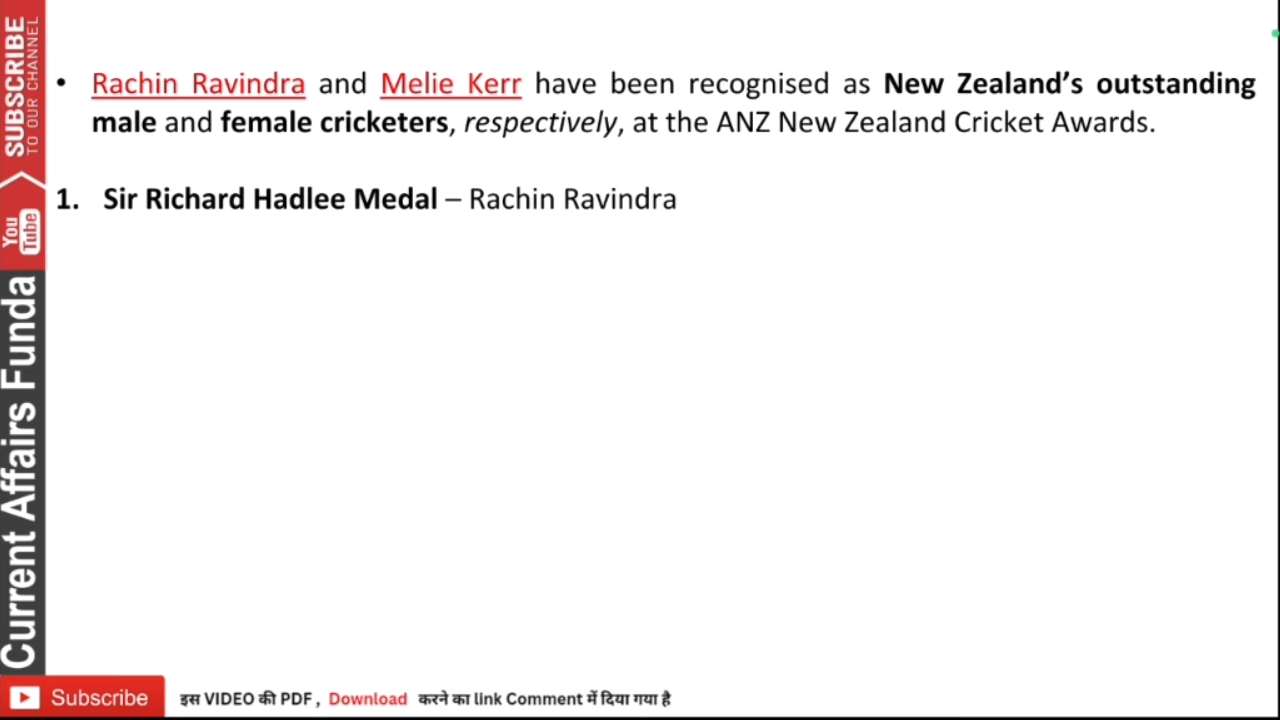 SUBSCRIBE
TO OUR CHANNEL
You
Tube
Current Affairs Funda
• Rachin Ravindra and Melie Kerr have been recognised as New Zealand’s outstanding
male and female cricketers, respectively, at the ANZ New Zealand Cricket Awards.
1. Sir Richard Hadlee Medal – Rachin Ravindra
Subscribe
इस VIDEO की PDF , Download करने का link Comment में दिया गया है